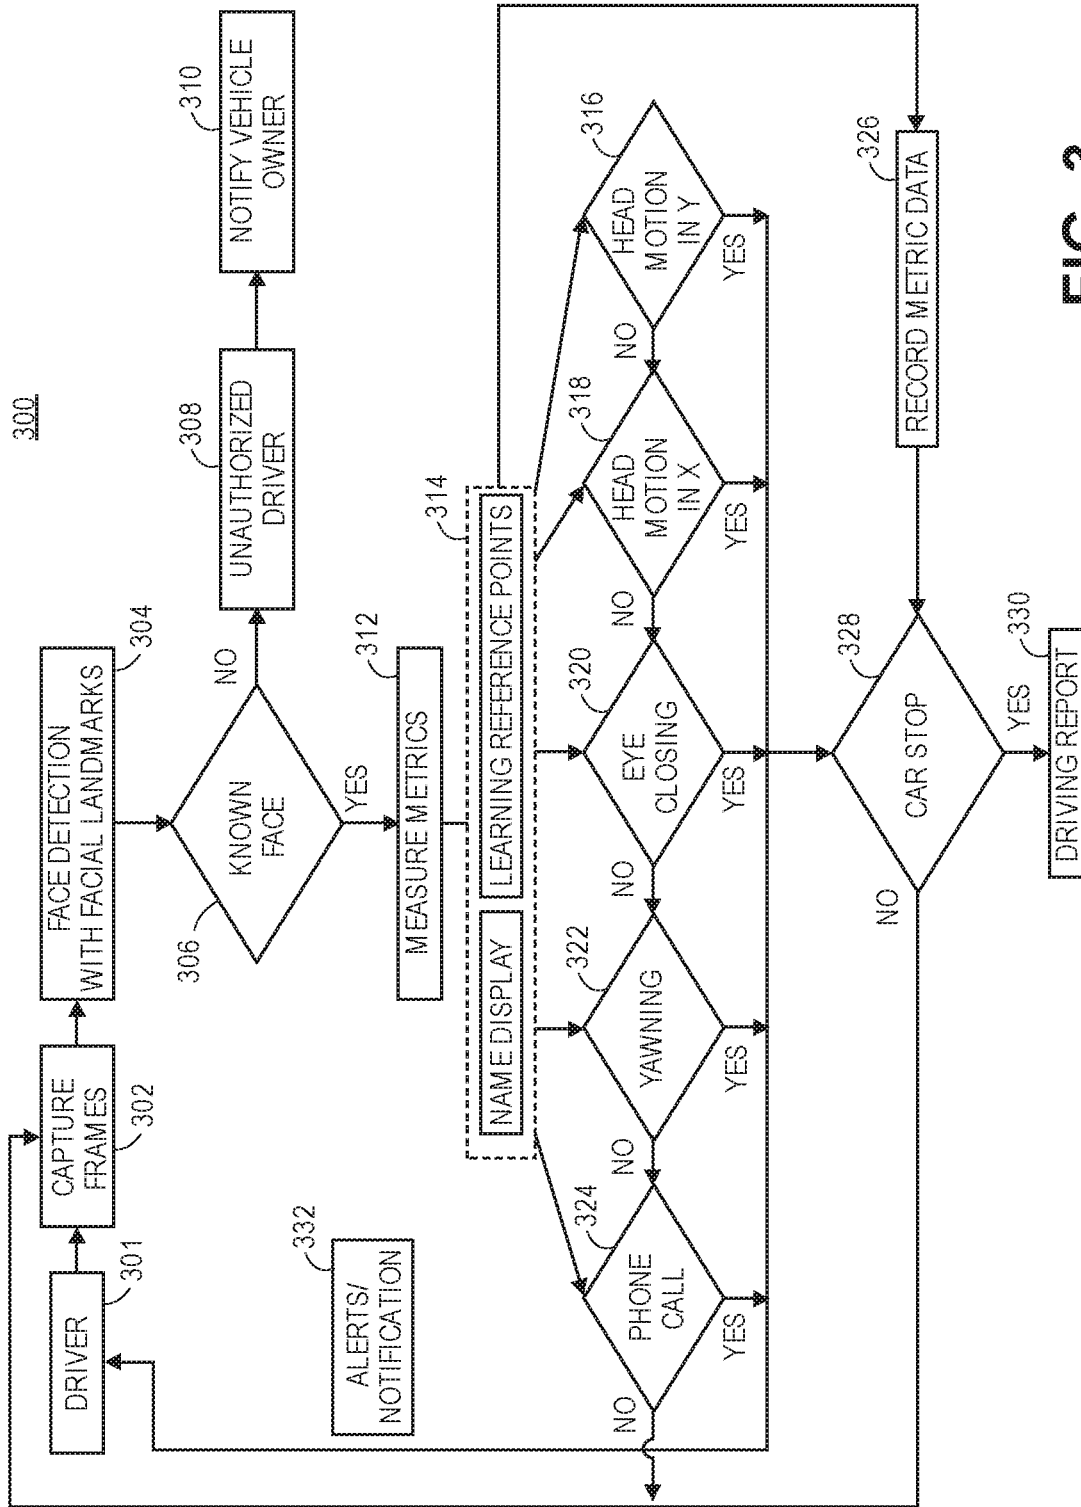 300
DRIVER
301
CAPTURE
FRAMES
302
FACE DETECTION
WITH FACIAL LANDMARKS
304
KNOWN
FACE
306
NO
YES
UNAUTHORIZED
DRIVER
308
NOTIFY VEHICLE
OWNER
310
ALERTS/
NOTIFICATION
332
MEASURE METRICS
312
NAME DISPLAY
LEARNING REFERENCE POINTS
314
HEAD
MOTION
IN Y
316
NO
YES
HEAD
MOTION
IN X
318
NO
YES
EYE
CLOSING
320
NO
YES
YAWNING
322
NO
YES
PHONE
CALL
324
NO
YES
RECORD METRIC DATA
326
CAR STOP
328
NO
YES
DRIVING REPORT
330
FIG. 3